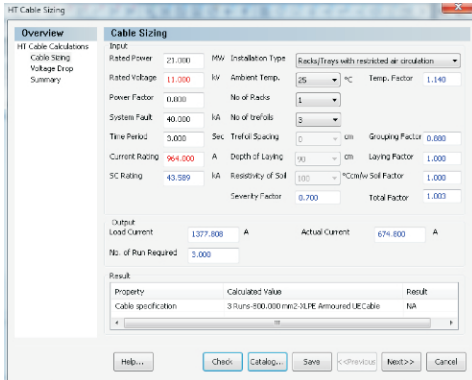 HT Cable Sizing
Overview
HT Cable Calculations
Cable Sizing
Voltage Drop
Summary
Cable Sizing
Input
Rated Power 21.000 MW Installation Type Racks/Trays with restricted air circulation
Rated Voltage 11.000 kV Ambient Temp. 25 °C Temp. Factor 1.140
Power Factor 0.800 No of Racks 1
System Fault 40.000 kA No of trefoils 3
Time Period 3.000 Sec Trefoil Spacing 0 cm Grouping Factor 0.880
Current Rating 964.000 A Depth of Laying 90 cm Laying Factor 1.000
SC Rating 43.589 kA Resistivity of Soil 100 °Ccm/w Soil Factor 1.000
Severity Factor 0.700 Total Factor 1.003
Output
Load Current 1377.808 A Actual Current 674.800 A
No. of Run Required 3.000
Result
Property Calculated Value Result
Cable specification 3 Runs-800.000 mm2-XLPE Armoured UECable NA
Help... Check Catalog... Save <<Previous Next>> Cancel